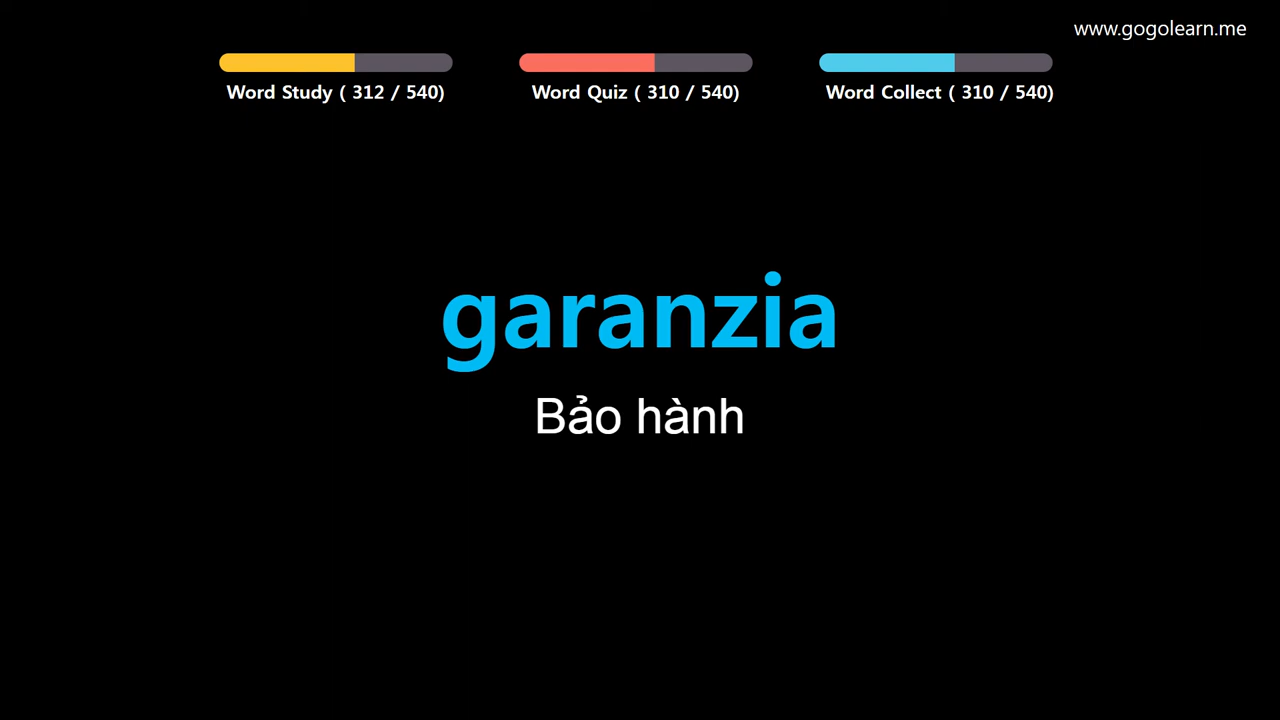 www.gogolearn.me
Word Study ( 312 / 540)
Word Quiz ( 310 / 540)
Word Collect ( 310 / 540)
garanzia
Bảo hành